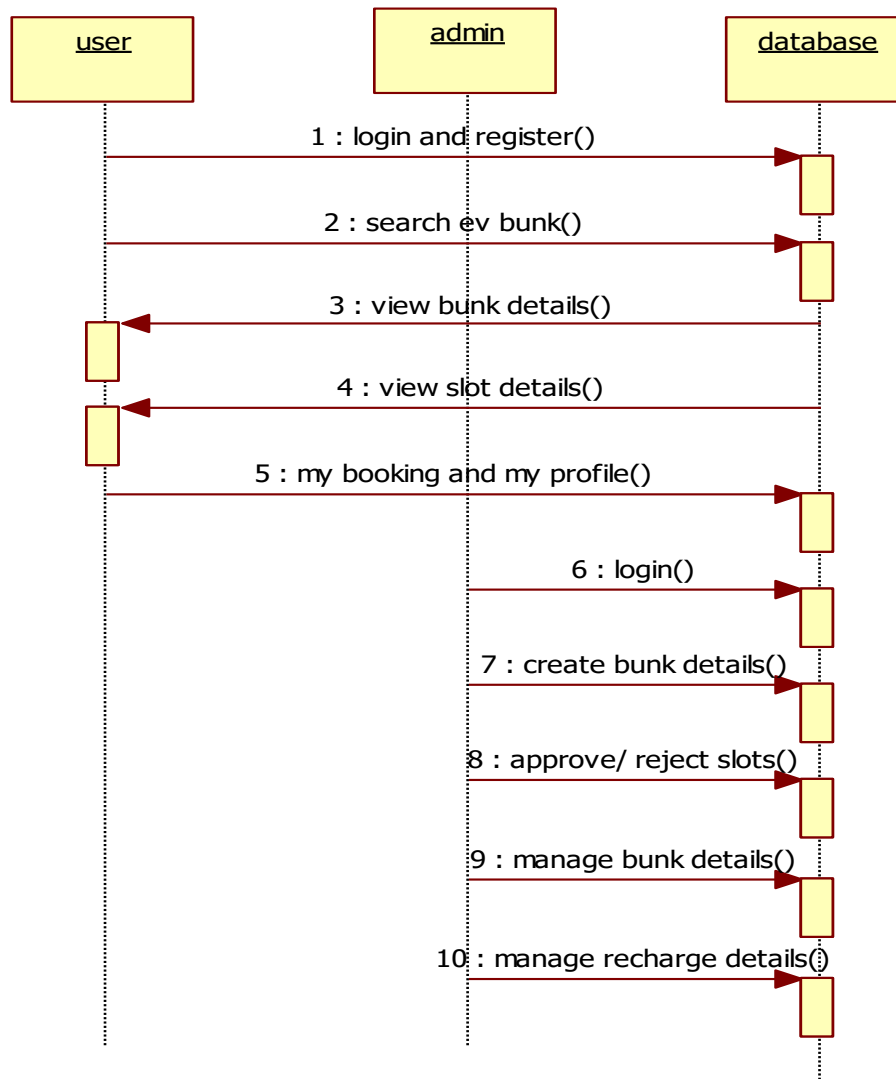 user
admin
database
1 : login and register()
2 : search ev bunk()
3 : view bunk details()
4 : view slot details()
5 : my booking and my profile()
6 : login()
7 : create bunk details()
8 : approve/ reject slots()
9 : manage bunk details()
10 : manage recharge details()